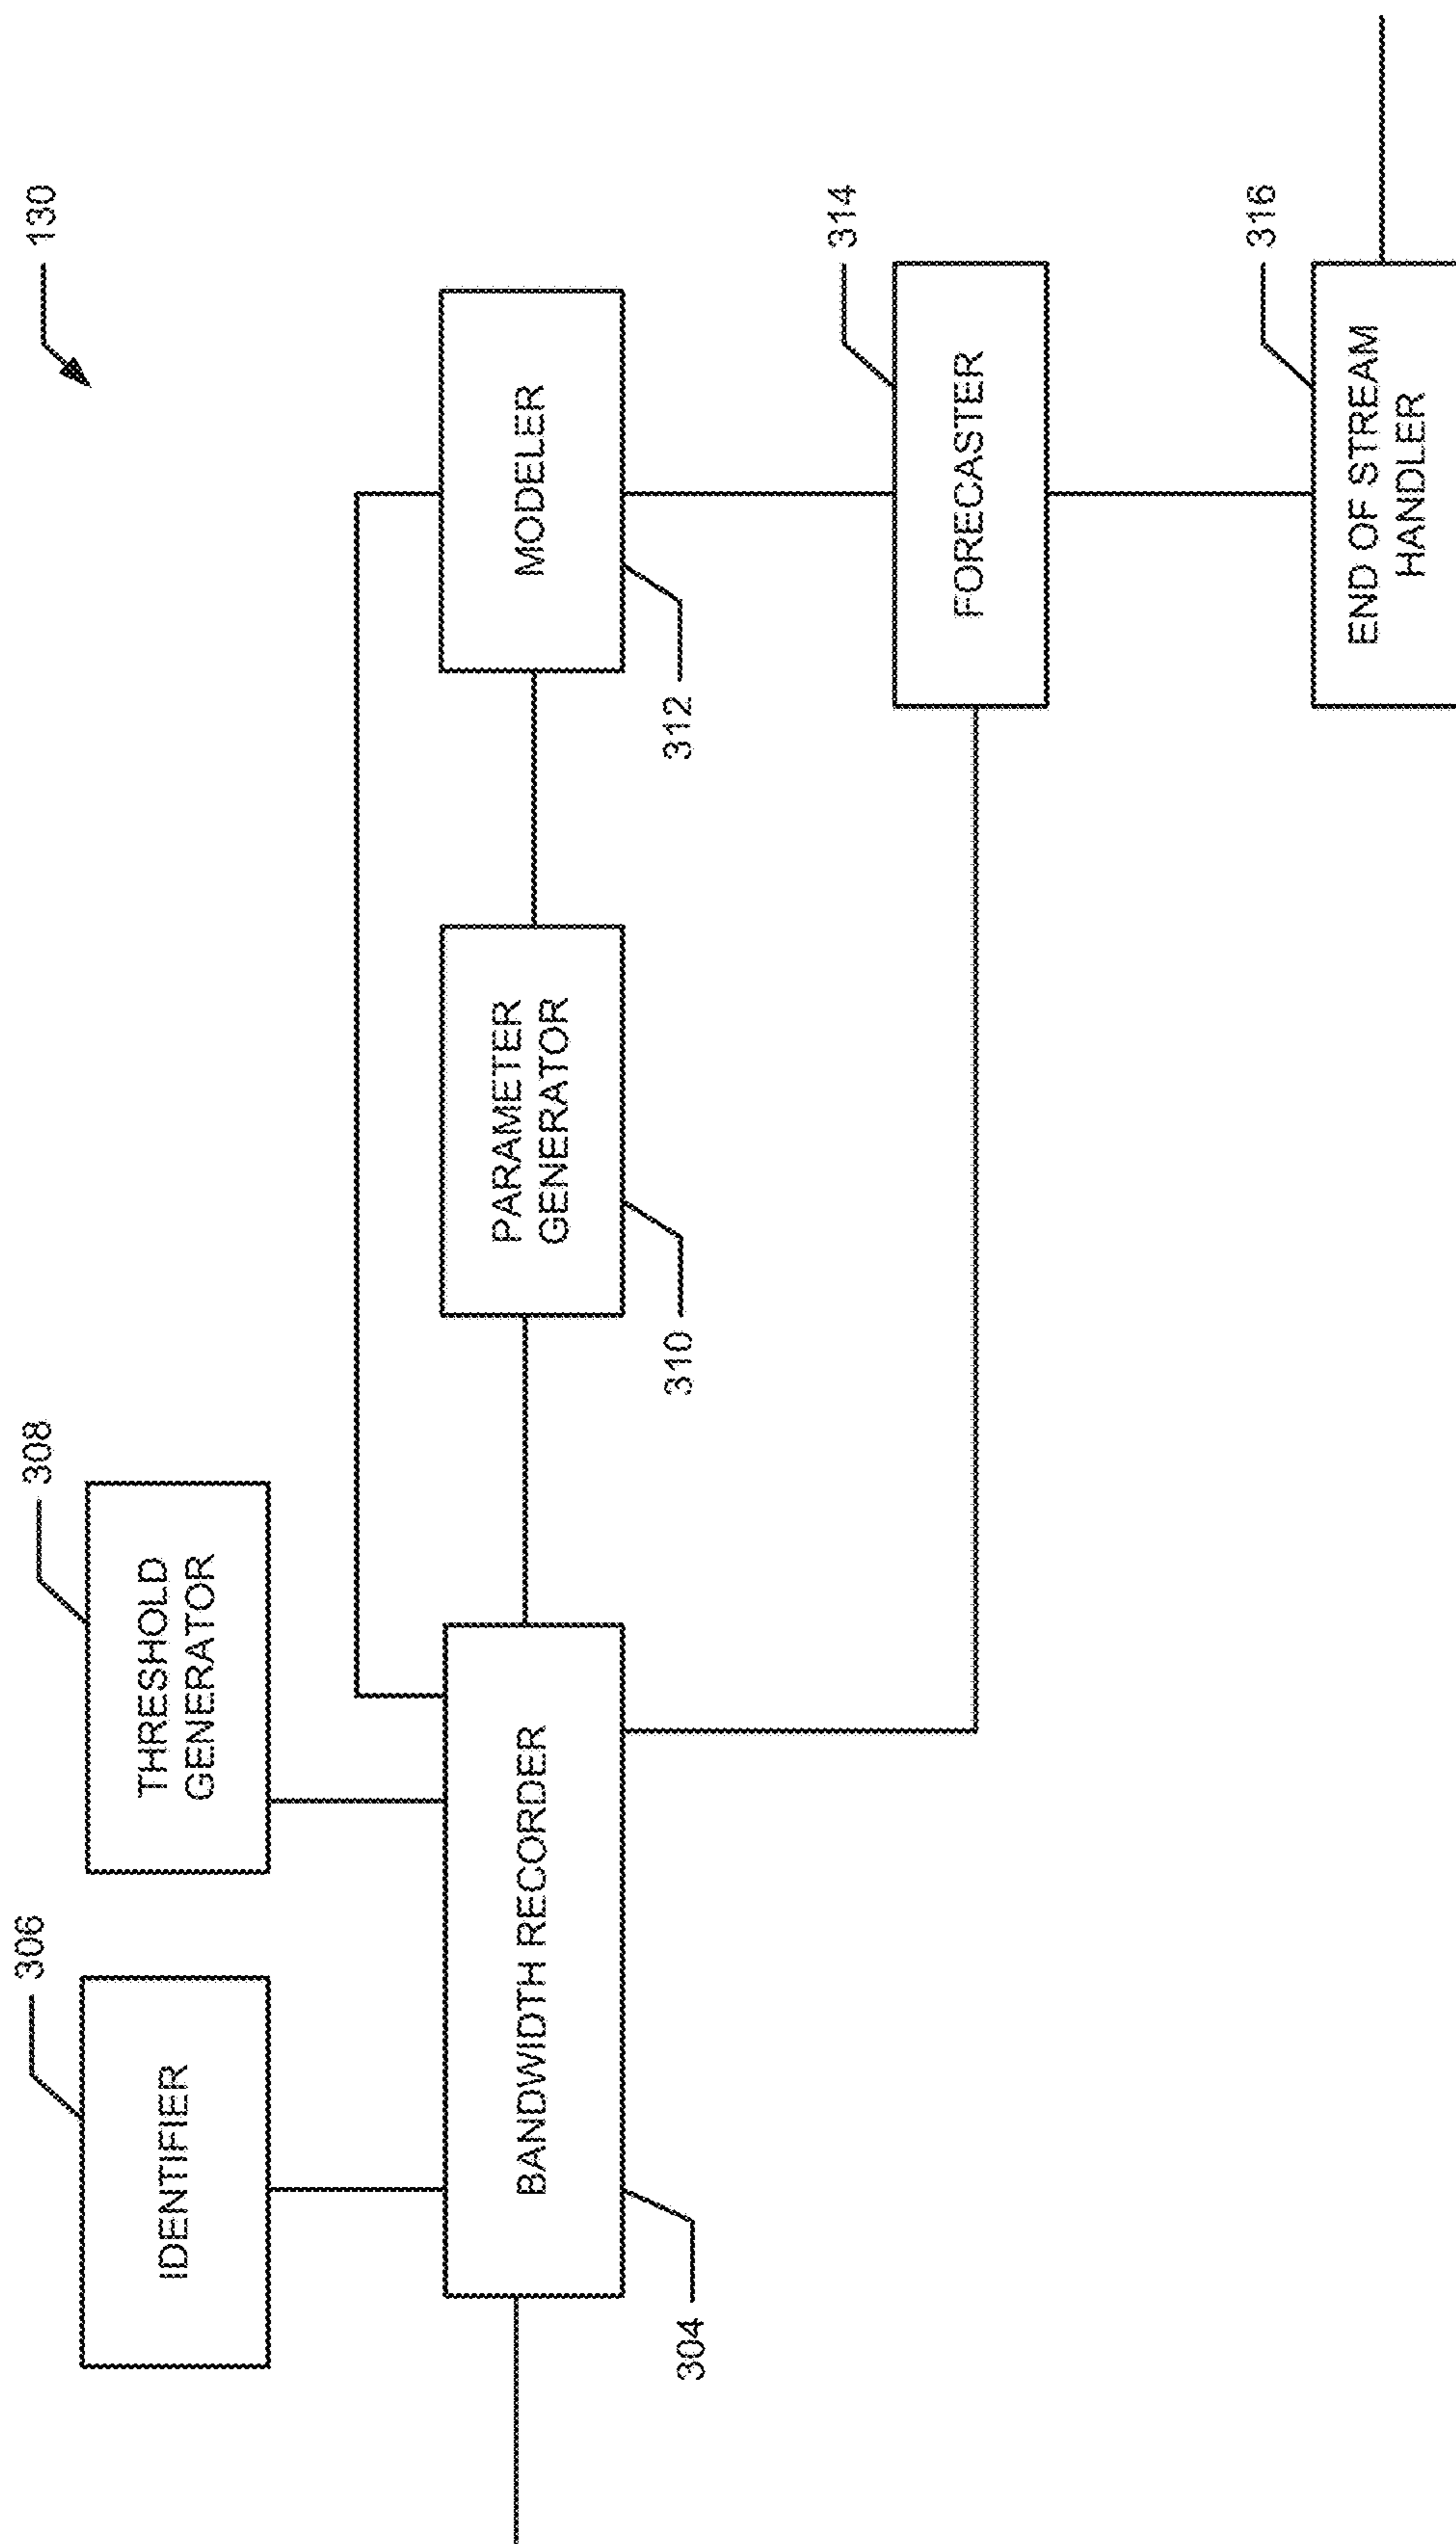 130
306
IDENTIFIER
308
THRESHOLD
GENERATOR
BANDWIDTH RECORDER
304
PARAMETER
GENERATOR
310
MODELER
312
FORECASTER
314
END OF STREAM
HANDLER
316